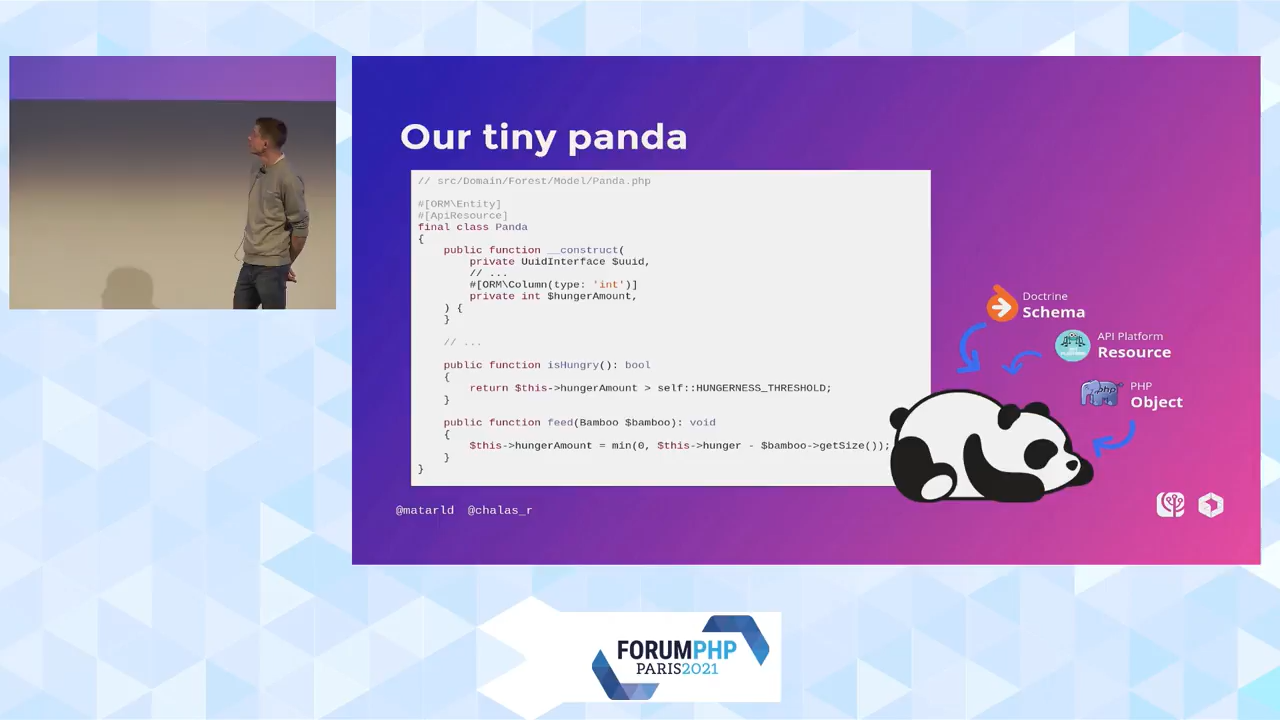 Our tiny panda
// src/Domain/Forest/Model/Panda.php
#[ORM\Entity]
#[ApiResource]
final class Panda
{
    public function __construct(
        private UuidInterface $uuid,
        // ...
        #[ORM\Column(type: 'int')]
        private int $hungerAmount,
    ) {
    }
    // ...
    public function isHungry(): bool
    {
        return $this->hungerAmount > self::HUNGERNESS_THRESHOLD;
    }
    public function feed(Bamboo $bamboo): void
    {
        $this->hungerAmount = min(0, $this->hunger - $bamboo->getSize());
    }
}
Doctrine
Schema
API Platform
Resource
php
PHP
Object
@matarld @chalas_r
FORUMPHP
PARIS2021